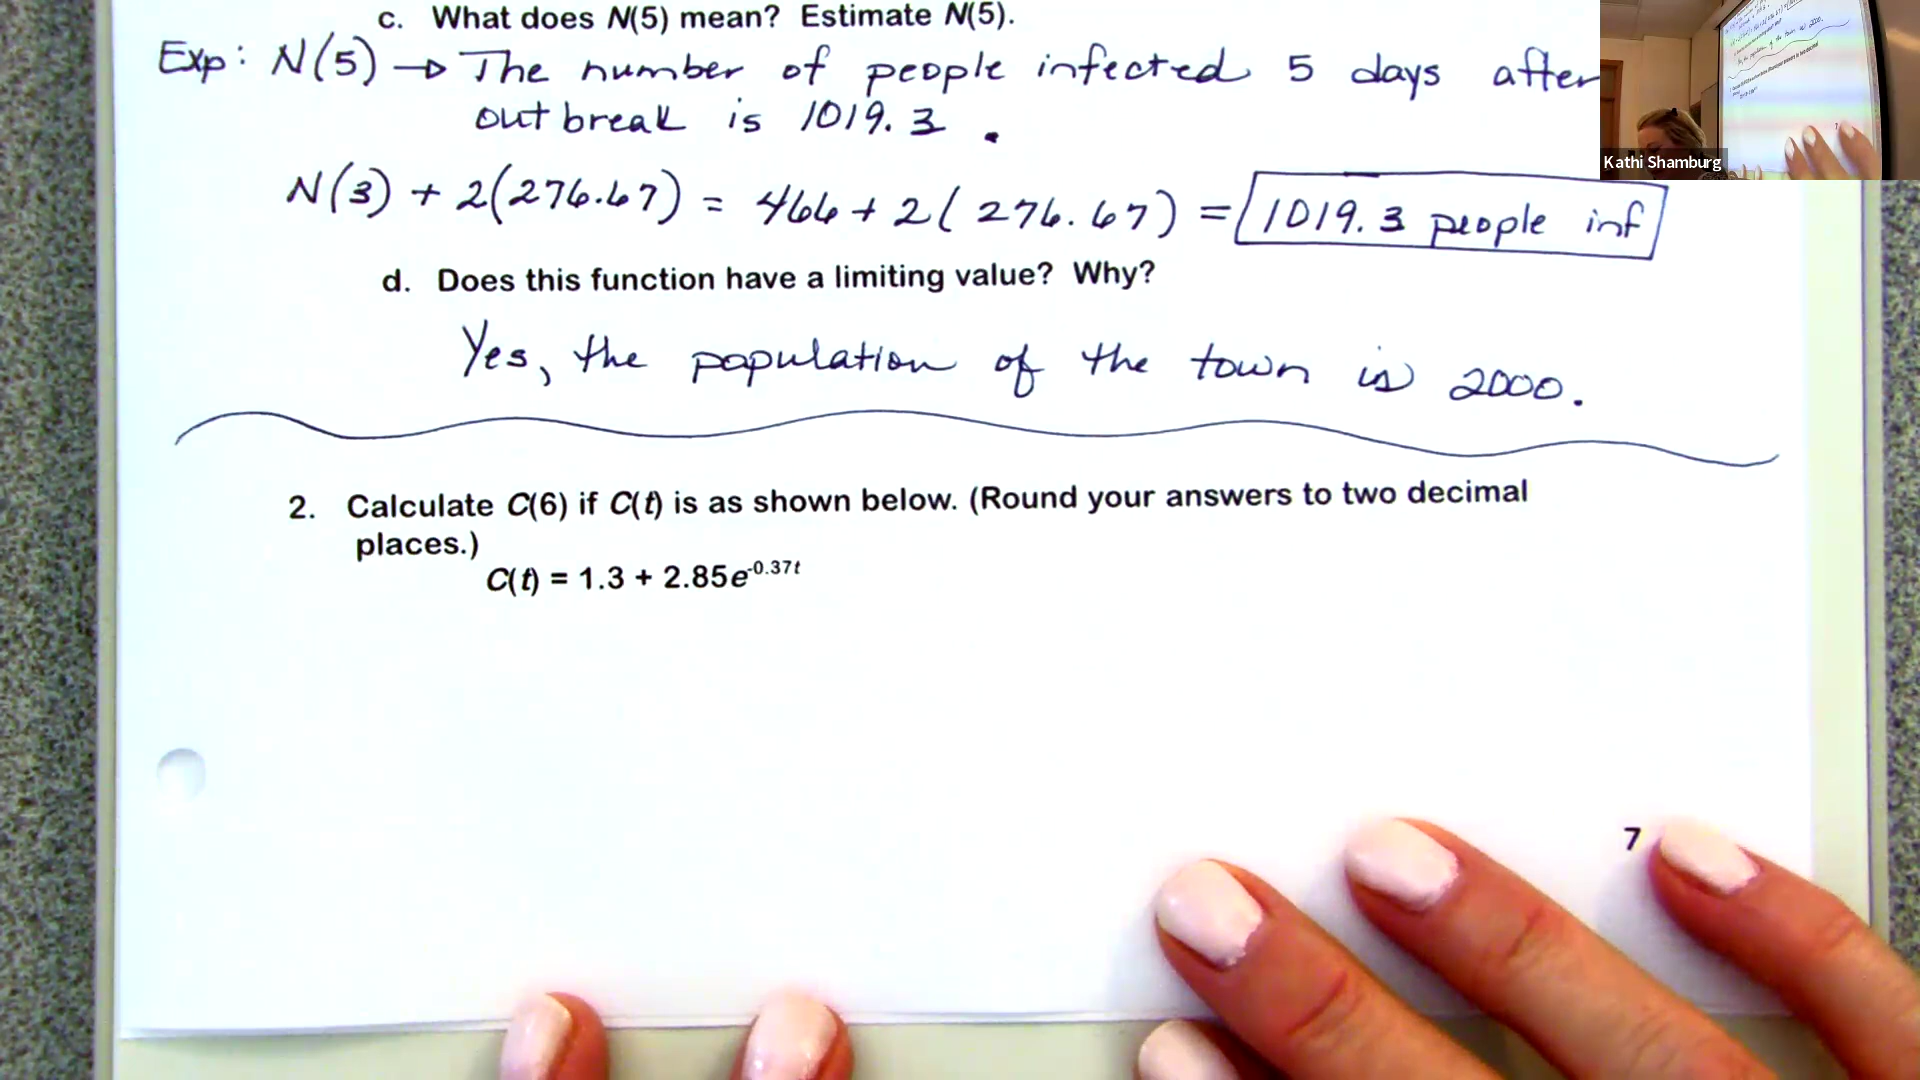 c. What does N(5) mean? Estimate N(5).
Exp: N(5) → The number of people infected 5 days after
outbreak is 1019.3.
N(3) + 2(276.67) = 466 + 2(276.67) = 1019.3 people inf
d. Does this function have a limiting value? Why?
Yes, the population of the town is 2000.
2. Calculate C(6) if C(t) is as shown below. (Round your answers to two decimal
places.)
C(t) = 1.3 + 2.85e^-0.37t
7
Kathi Shamburg